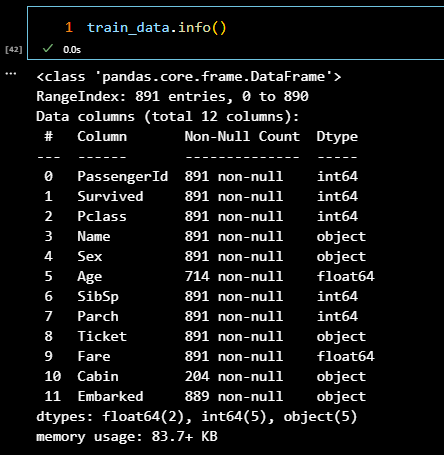 1 train_data.info()
[42] ✓ 0.0s
... <class 'pandas.core.frame.DataFrame'>
RangeIndex: 891 entries, 0 to 890
Data columns (total 12 columns):
 #   Column       Non-Null Count  Dtype
---  ------       --------------  -----
 0   PassengerId  891 non-null    int64
 1   Survived     891 non-null    int64
 2   Pclass       891 non-null    int64
 3   Name         891 non-null    object
 4   Sex          891 non-null    object
 5   Age          714 non-null    float64
 6   SibSp        891 non-null    int64
 7   Parch        891 non-null    int64
 8   Ticket       891 non-null    object
 9   Fare         891 non-null    float64
 10  Cabin        204 non-null    object
 11  Embarked     889 non-null    object
dtypes: float64(2), int64(5), object(5)
memory usage: 83.7+ KB